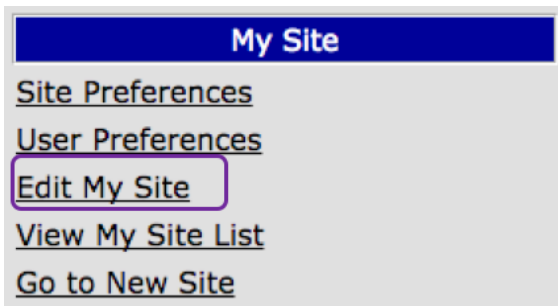 My Site
Site Preferences
User Preferences
Edit My Site
View My Site List
Go to New Site